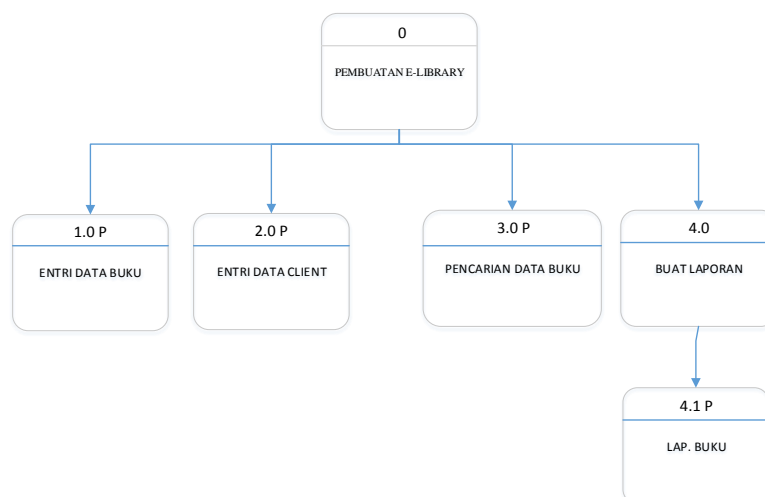 0
PEMBUATAN E-LIBRARY
1.0 P
ENTRI DATA BUKU
2.0 P
ENTRI DATA CLIENT
3.0 P
PENCARIAN DATA BUKU
4.0
BUAT LAPORAN
4.1 P
LAP. BUKU